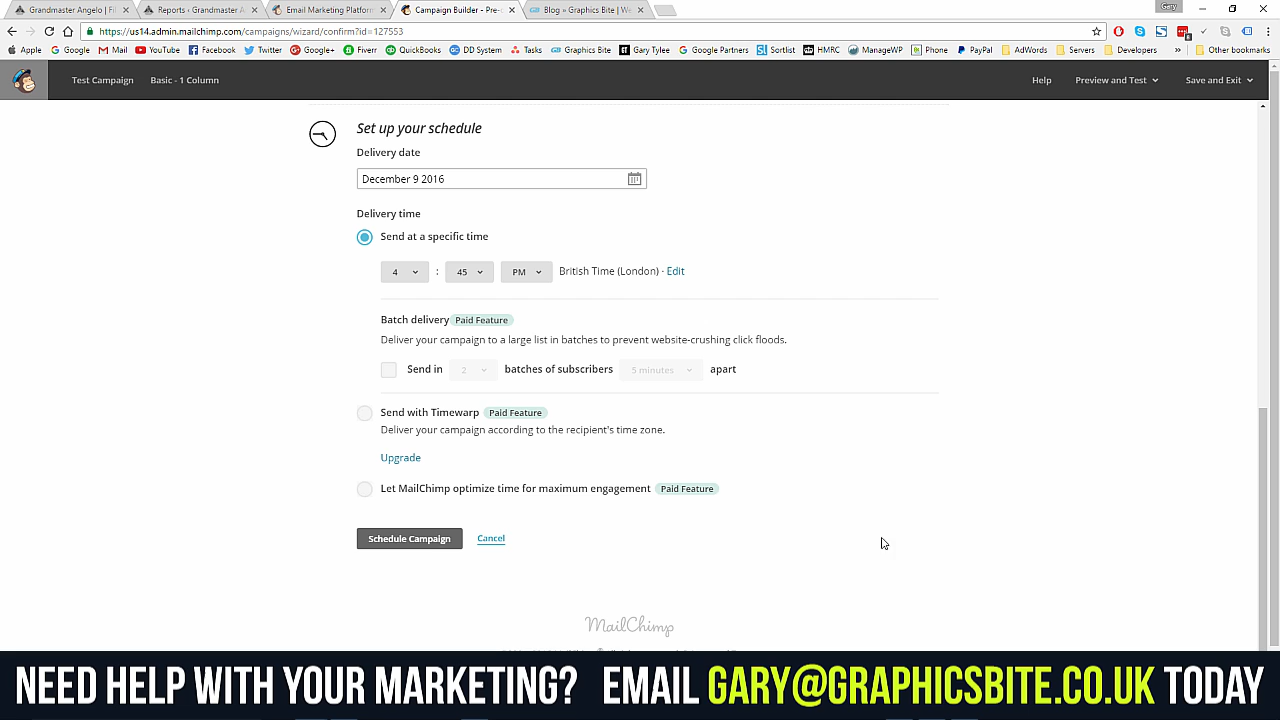 Grandmaster Angelo | Fil
Reports ‹ Grandmaster A
Email Marketing Platform
Campaign Builder - Pre-
Blog » Graphics Bite | We
Gary
https://us14.admin.mailchimp.com/campaigns/wizard/confirm?id=127553
Apple Google Mail YouTube Facebook Twitter Google+ Fiverr QuickBooks DD System Tasks Graphics Bite Gary Tylee Google Partners Sortlist HMRC ManageWP Phone PayPal AdWords Servers Developers » Other bookmarks
Test Campaign Basic - 1 Column Help Preview and Test Save and Exit
Set up your schedule
Delivery date
December 9 2016
Delivery time
Send at a specific time
4 : 45 PM British Time (London) · Edit
Batch delivery Paid Feature
Deliver your campaign to a large list in batches to prevent website-crushing click floods.
Send in 2 batches of subscribers 5 minutes apart
Send with Timewarp Paid Feature
Deliver your campaign according to the recipient's time zone.
Upgrade
Let MailChimp optimize time for maximum engagement Paid Feature
Schedule Campaign Cancel
MailChimp
NEED HELP WITH YOUR MARKETING? EMAIL GARY@GRAPHICSBITE.CO.UK TODAY